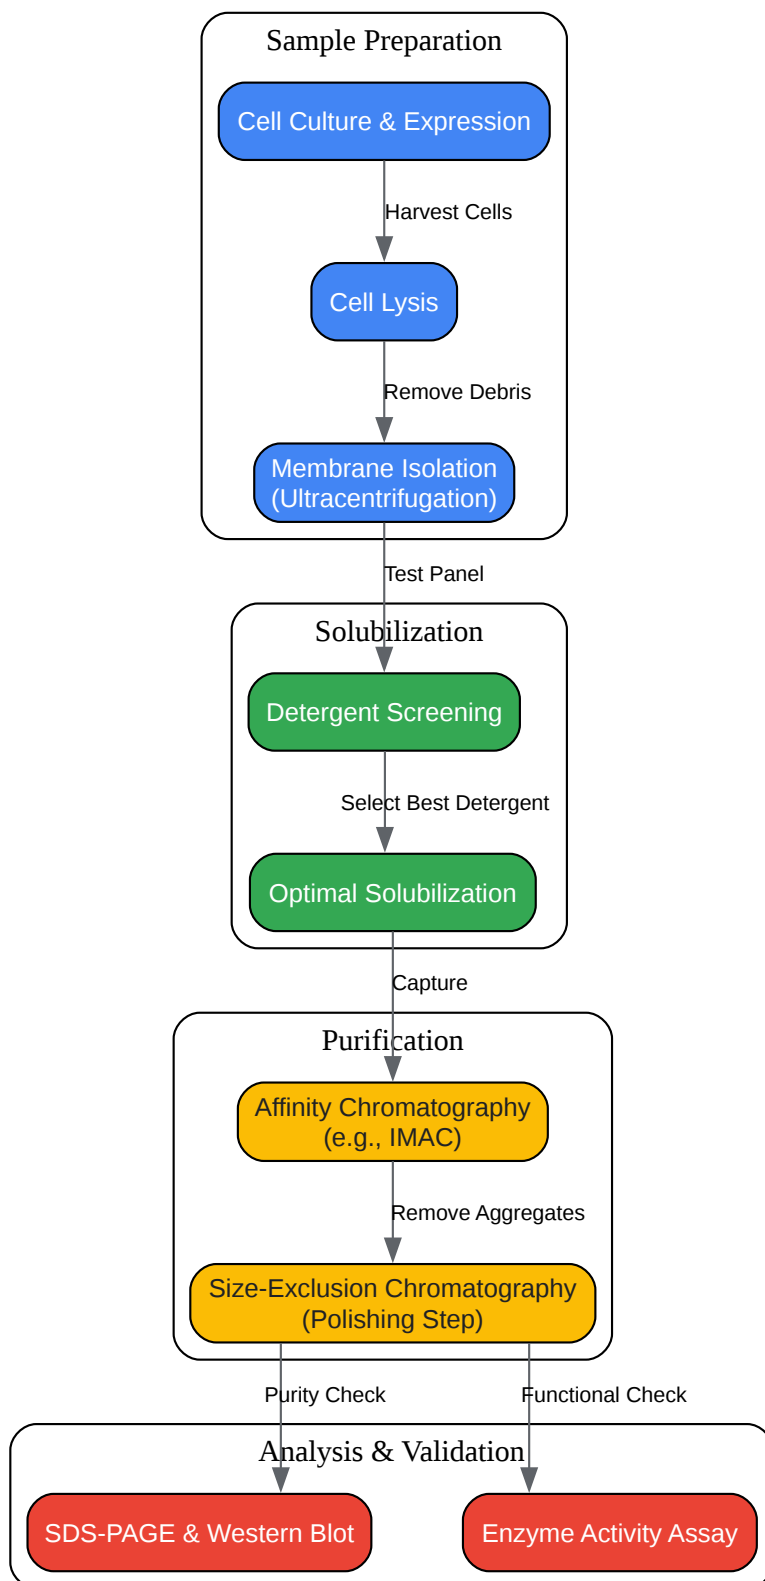 Sample Preparation
Cell Culture & Expression
Harvest Cells
Cell Lysis
Remove Debris
Membrane Isolation
(Ultracentrifugation)
Test Panel
Solubilization
Detergent Screening
Select Best Detergent
Optimal Solubilization
Capture
Purification
Affinity Chromatography
(e.g., IMAC)
Remove Aggregates
Size-Exclusion Chromatography
(Polishing Step)
Purity Check
Functional Check
Analysis & Validation
SDS-PAGE & Western Blot
Enzyme Activity Assay